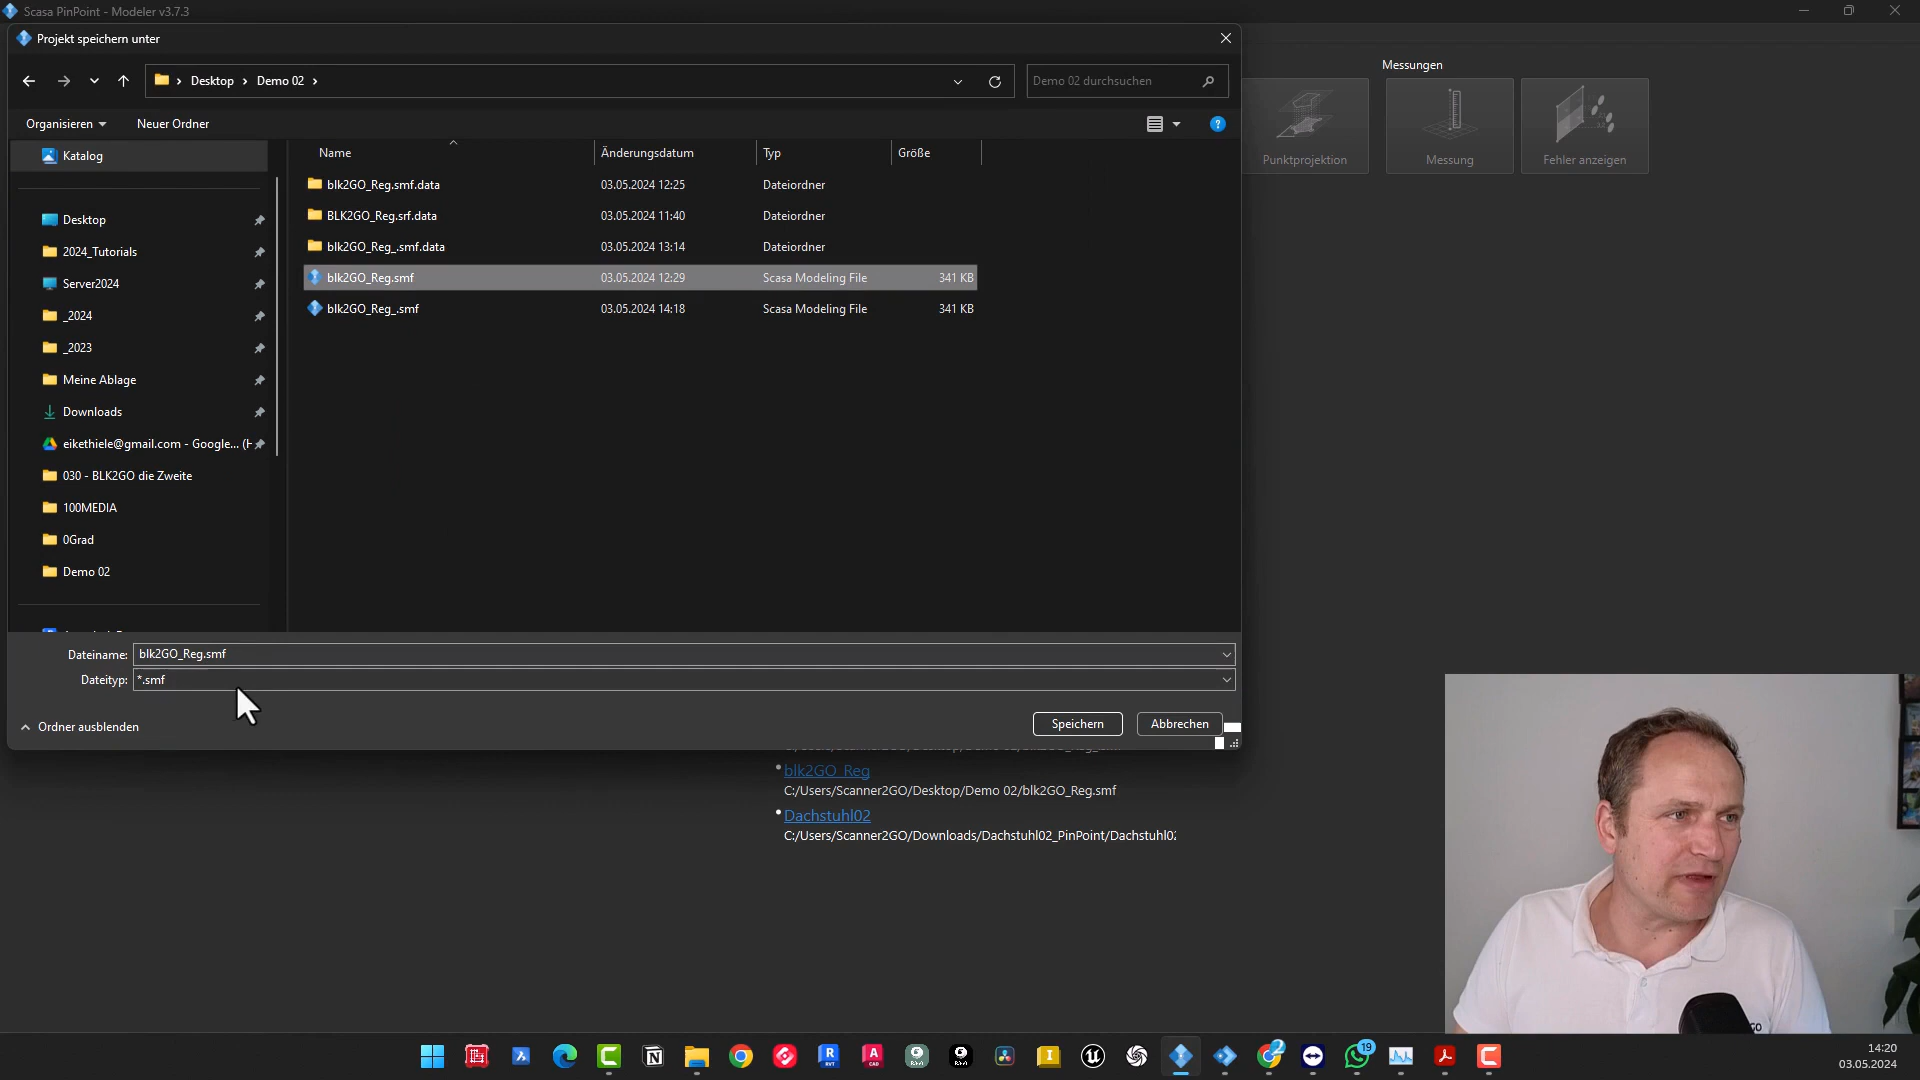 Scasa PinPoint - Modeler v3.7.3
Projekt speichern unter
Desktop
Demo 02
Demo 02 durchsuchen
Organisieren
Neuer Ordner
Messungen
Punktprojektion
Messung
Fehler anzeigen
Katalog
Desktop
2024_Tutorials
Server2024
_2024
_2023
Meine Ablage
Downloads
eikethiele@gmail.com - Google... (H
030 - BLK2GO die Zweite
100MEDIA
0Grad
Demo 02
Name Änderungsdatum Typ Größe
blk2GO_Reg.smf.data 03.05.2024 12:25 Dateiordner
BLK2GO_Reg.srf.data 03.05.2024 11:40 Dateiordner
blk2GO_Reg_.smf.data 03.05.2024 13:14 Dateiordner
blk2GO_Reg.smf 03.05.2024 12:29 Scasa Modeling File 341 KB
blk2GO_Reg_.smf 03.05.2024 14:18 Scasa Modeling File 341 KB
Dateiname: blk2GO_Reg.smf
Dateityp: *.smf
Ordner ausblenden
Speichern
Abbrechen
blk2GO_Reg
C:/Users/Scanner2GO/Desktop/Demo 02/blk2GO_Reg.smf
Dachstuhl02
C:/Users/Scanner2GO/Downloads/Dachstuhl02_PinPoint/Dachstuhl02
GO
RVT
CAD
2
19
14:20
03.05.2024